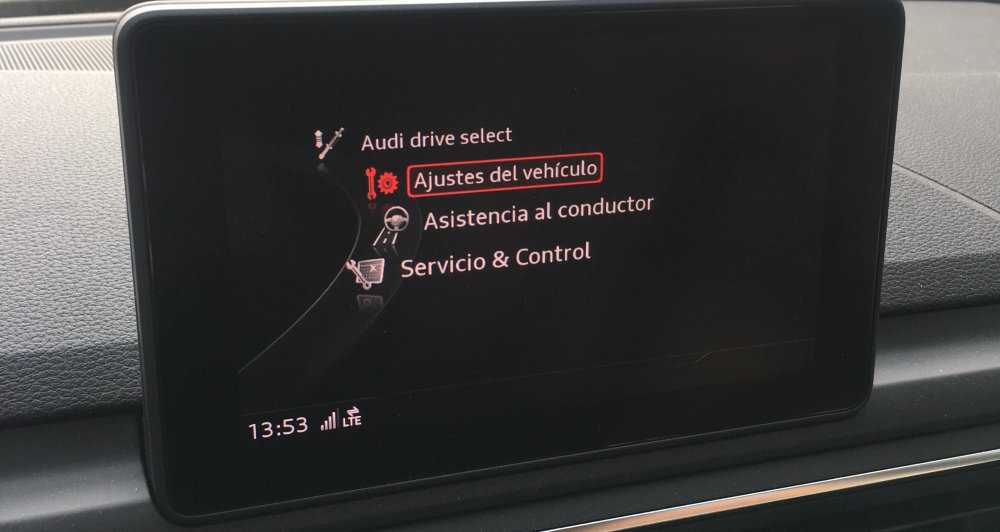 Audi drive select
Ajustes del vehículo
Asistencia al conductor
Servicio & Control
13:53 LTE